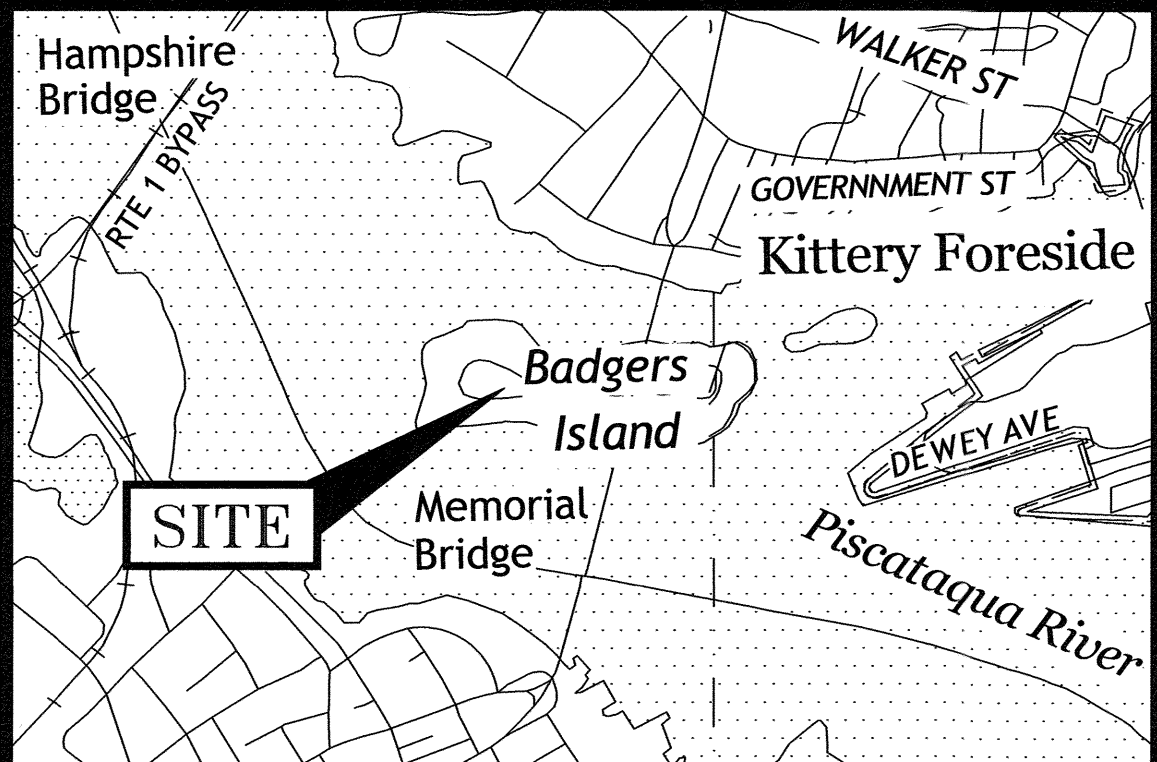 Hampshire
Bridge
RTE 1 BYPASS
WALKER ST
GOVERNNMENT ST
Kittery Foreside
Badgers
Island
DEWEY AVE
SITE
Memorial
Bridge
Piscataqua River